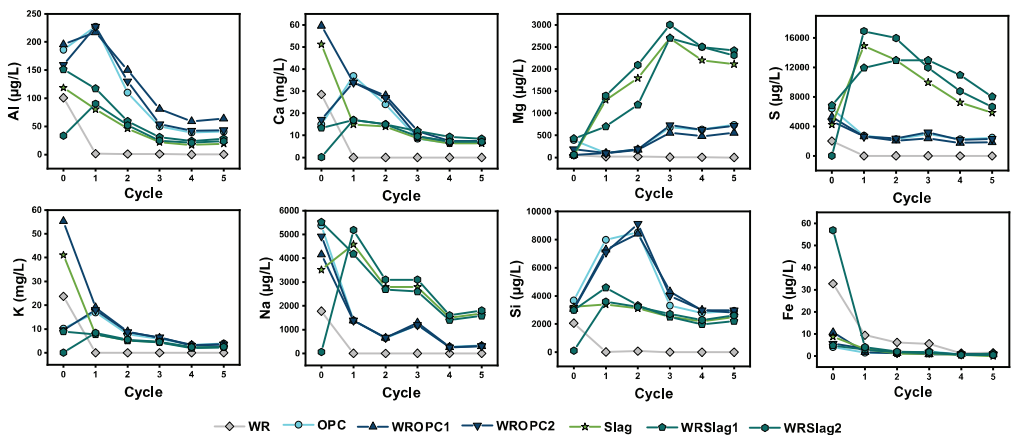 Al (µg/L)
250
200
150
100
50
0
0 1 2 3 4 5
Cycle
Ca (mg/L)
60
50
40
30
20
10
0
0 1 2 3 4 5
Cycle
Mg (µg/L)
3000
2500
2000
1500
1000
500
0
0 1 2 3 4 5
Cycle
S (µg/L)
16000
12000
8000
4000
0
0 1 2 3 4 5
Cycle
K (mg/L)
60
50
40
30
20
10
0
0 1 2 3 4 5
Cycle
Na (µg/L)
6000
5000
4000
3000
2000
1000
0
0 1 2 3 4 5
Cycle
Si (µg/L)
10000
8000
6000
4000
2000
0
0 1 2 3 4 5
Cycle
Fe (µg/L)
60
50
40
30
20
10
0
0 1 2 3 4 5
Cycle
WR OPC WROPC1 WROPC2 Slag WRSlag1 WRSlag2